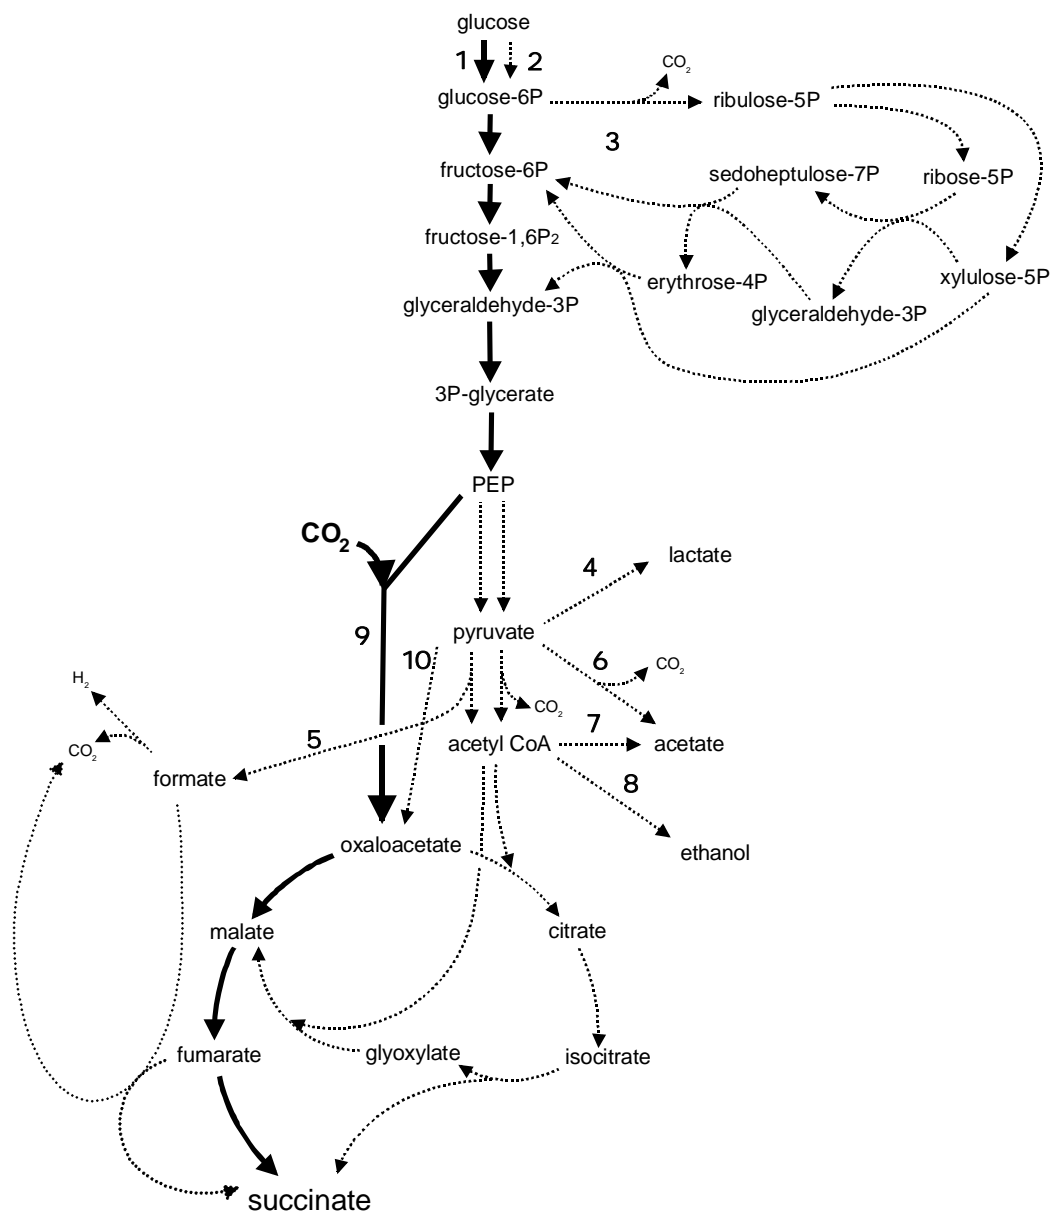 glucose
1 2
CO₂
glucose-6P
ribulose-5P
3
fructose-6P
sedoheptulose-7P
ribose-5P
fructose-1,6P₂
erythrose-4P
xylulose-5P
glyceraldehyde-3P
glyceraldehyde-3P
3P-glycerate
PEP
CO₂
4
lactate
9
pyruvate
10
6
CO₂
H₂
CO₂
5
7
CO₂
acetyl CoA
acetate
formate
8
oxaloacetate
ethanol
malate
citrate
fumarate
glyoxylate
isocitrate
succinate